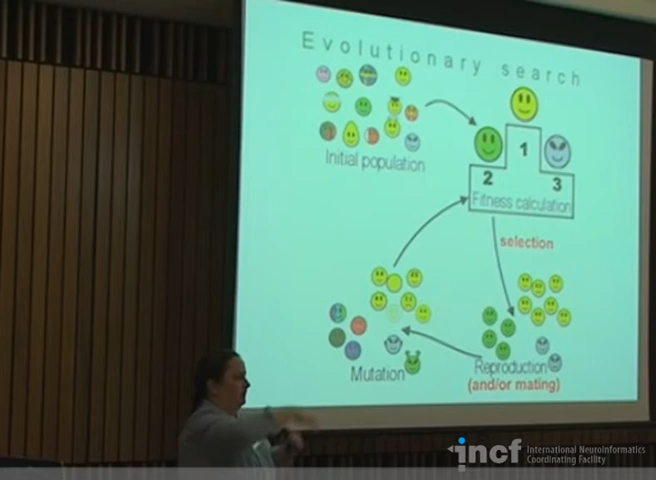 Evolutionary search
Initial population
1
2
3
Fitness calculation
selection
Mutation
Reproduction
(and/or mating)
incf International Neuroinformatics
Coordinating Facility